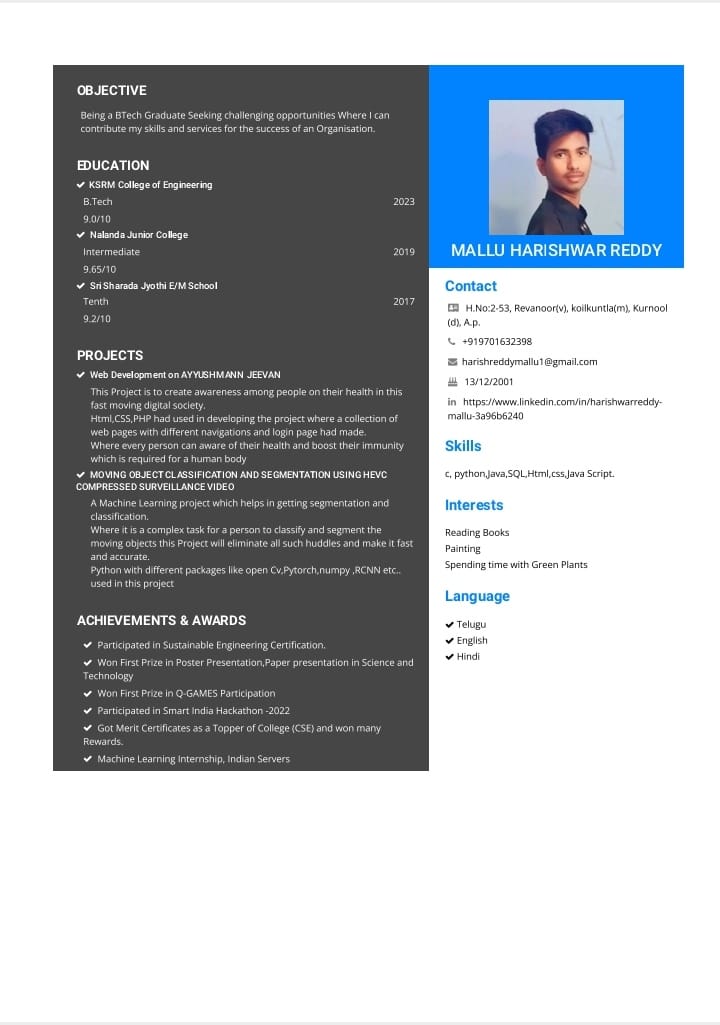 OBJECTIVE
Being a BTech Graduate Seeking challenging opportunities Where I can
contribute my skills and services for the success of an Organisation.
EDUCATION
KSRM College of Engineering
B.Tech 2023
9.0/10
Nalanda Junior College
Intermediate 2019
9.65/10
Sri Sharada Jyothi E/M School
Tenth 2017
9.2/10
PROJECTS
Web Development on AYYUSHMANN JEEVAN
This Project is to create awareness among people on their health in this
fast moving digital society.
Html,CSS,PHP had used in developing the project where a collection of
web pages with different navigations and login page had made.
Where every person can aware of their health and boost their immunity
which is required for a human body
MOVING OBJECT CLASSIFICATION AND SEGMENTATION USING HEVC
COMPRESSED SURVEILLANCE VIDEO
A Machine Learning project which helps in getting segmentation and
classification.
Where it is a complex task for a person to classify and segment the
moving objects this Project will eliminate all such huddles and make it fast
and accurate.
Python with different packages like open Cv,Pytorch,numpy ,RCNN etc..
used in this project
ACHIEVEMENTS & AWARDS
Participated in Sustainable Engineering Certification.
Won First Prize in Poster Presentation,Paper presentation in Science and
Technology
Won First Prize in Q-GAMES Participation
Participated in Smart India Hackathon -2022
Got Merit Certificates as a Topper of College (CSE) and won many
Rewards.
Machine Learning Internship, Indian Servers
MALLU HARISHWAR REDDY
Contact
H.No:2-53, Revanoor(v), koilkuntla(m), Kurnool
(d), A.p.
+919701632398
harishreddymallu1@gmail.com
13/12/2001
in https://www.linkedin.com/in/harishwarreddy-
mallu-3a96b6240
Skills
c, python,Java,SQL,Html,css,Java Script.
Interests
Reading Books
Painting
Spending time with Green Plants
Language
Telugu
English
Hindi